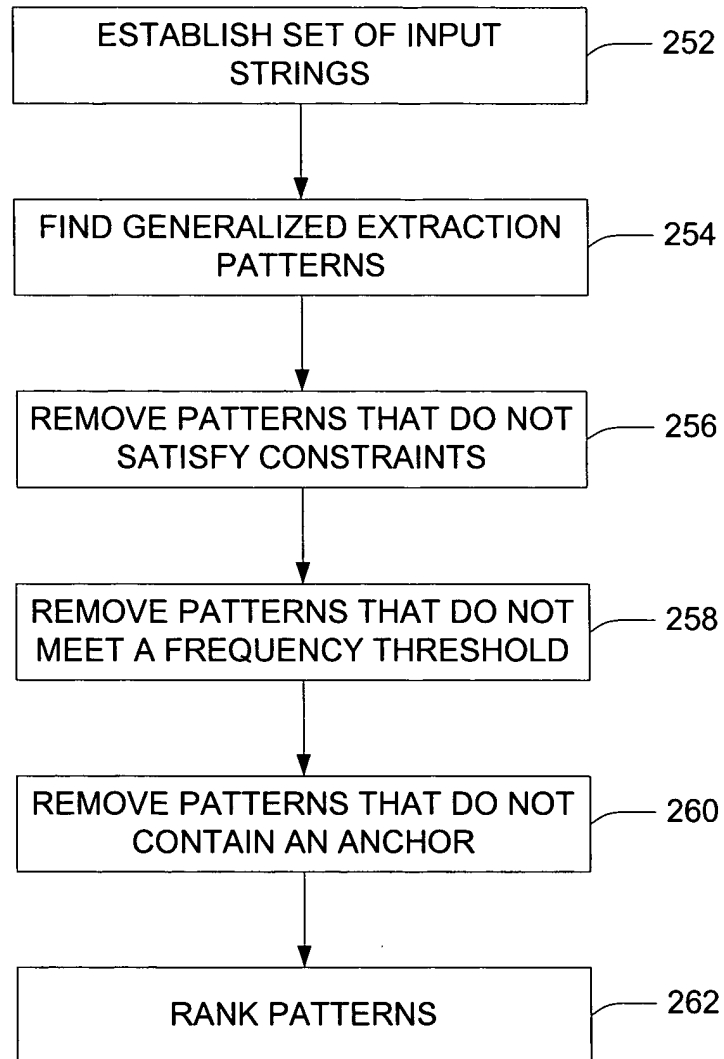 ESTABLISH SET OF INPUT
STRINGS
252
FIND GENERALIZED EXTRACTION
PATTERNS
254
REMOVE PATTERNS THAT DO NOT
SATISFY CONSTRAINTS
256
REMOVE PATTERNS THAT DO NOT
MEET A FREQUENCY THRESHOLD
258
REMOVE PATTERNS THAT DO NOT
CONTAIN AN ANCHOR
260
RANK PATTERNS
262